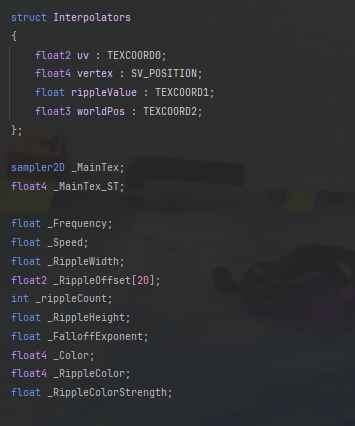 struct Interpolators
{
float2 uv : TEXCOORD0;
float4 vertex : SV_POSITION;
float rippleValue : TEXCOORD1;
float3 worldPos : TEXCOORD2;
};
sampler2D _MainTex;
float4 _MainTex_ST;
float _Frequency;
float _Speed;
float _RippleWidth;
float2 _RippleOffset[20];
int _rippleCount;
float _RippleHeight;
float _FalloffExponent;
float4 _Color;
float4 _RippleColor;
float _RippleColorStrength;